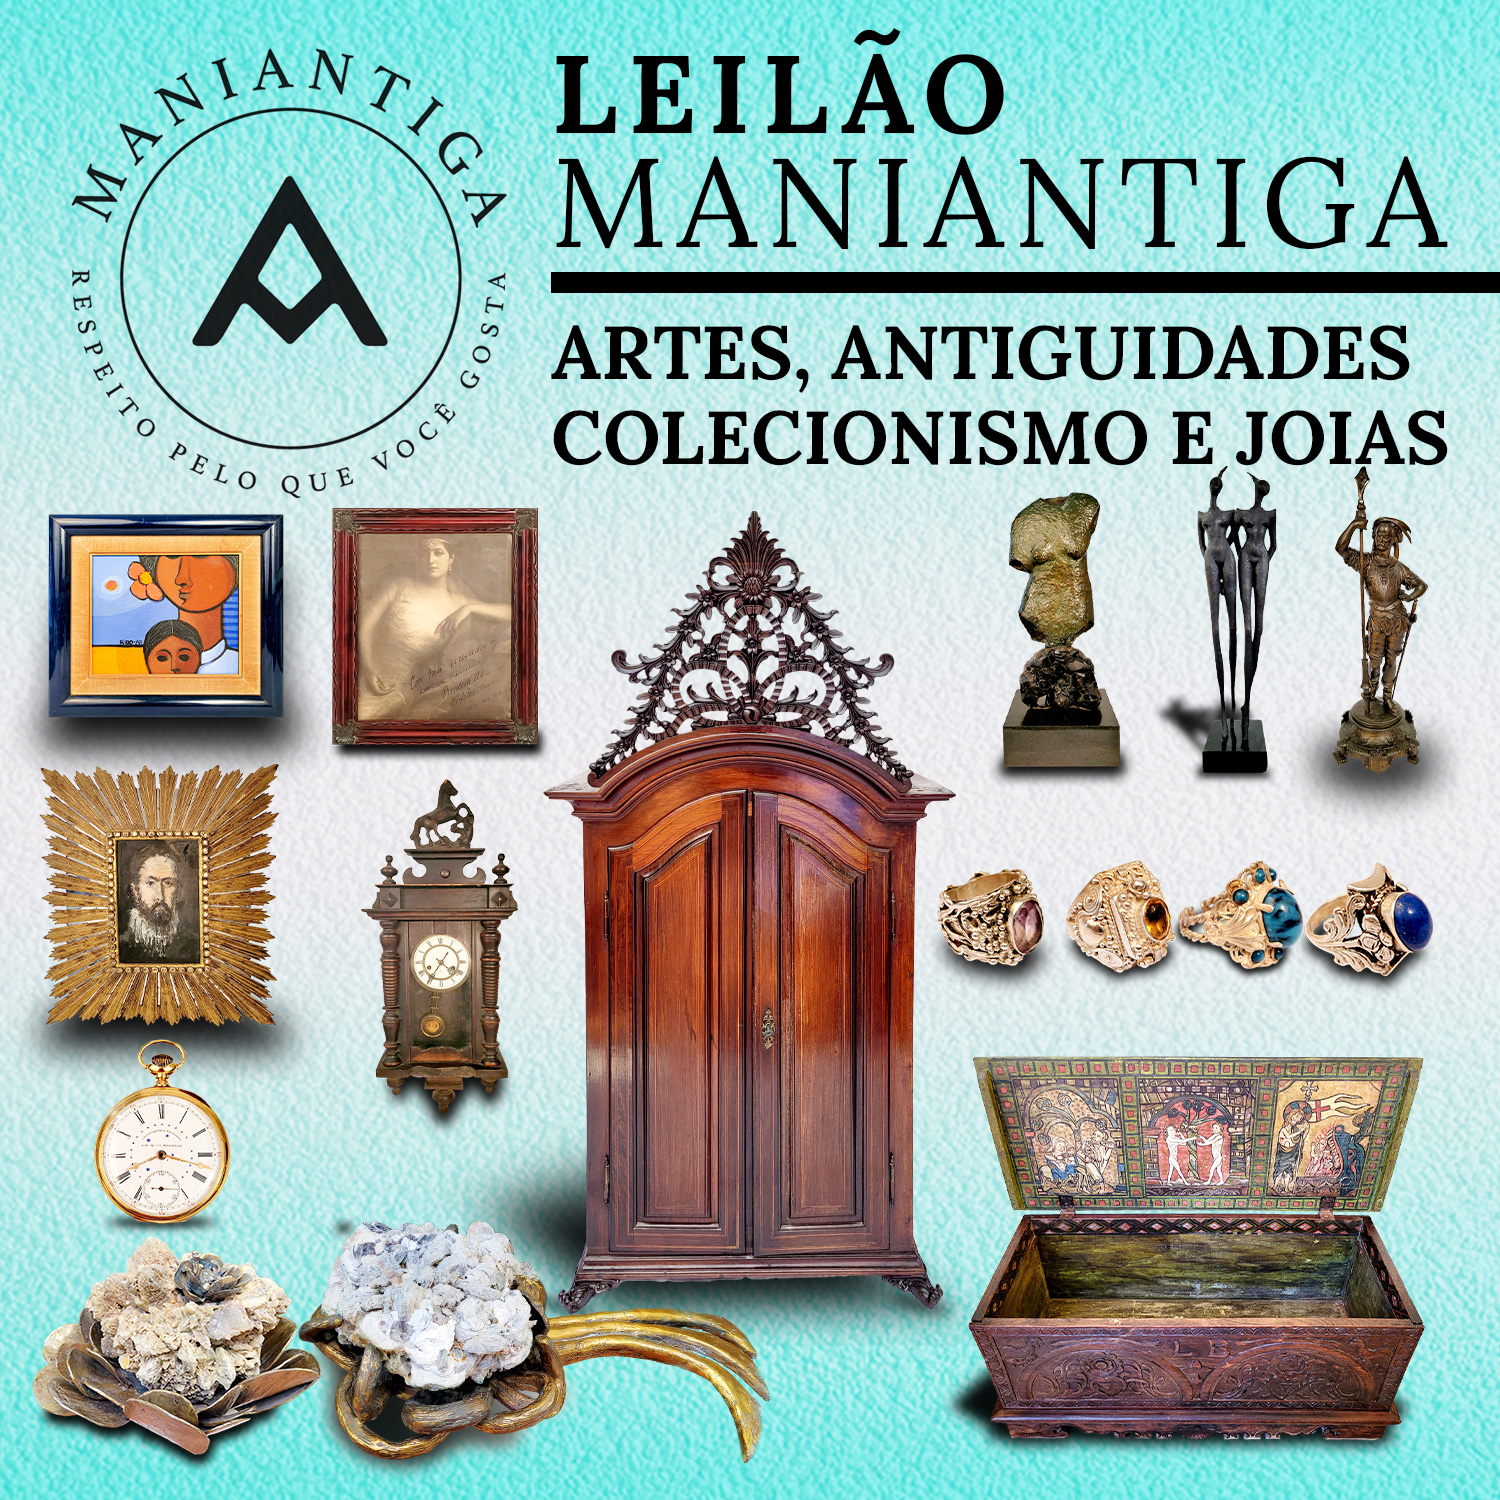 MANIANTIGA
RESPEITO PELO QUE VOCÊ GOSTA
LEILÃO
MANIANTIGA
ARTES, ANTIGUIDADES
COLECIONISMO E JOIAS
L B